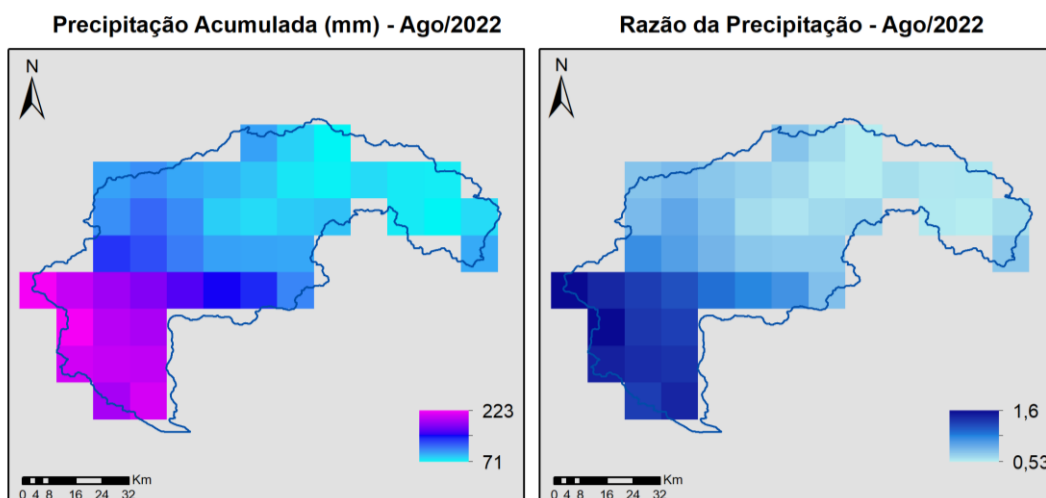 Precipitação Acumulada (mm) - Ago/2022
N
223
71
Km
0 4 8 16 24 32
Razão da Precipitação - Ago/2022
N
1,6
0,53
Km
0 4 8 16 24 32